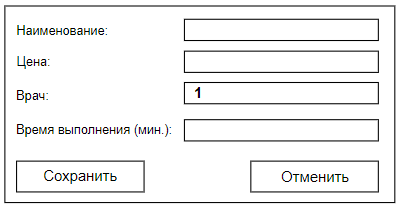 Наименование:
Цена:
Врач: 1
Время выполнения (мин.):
Сохранить Отменить